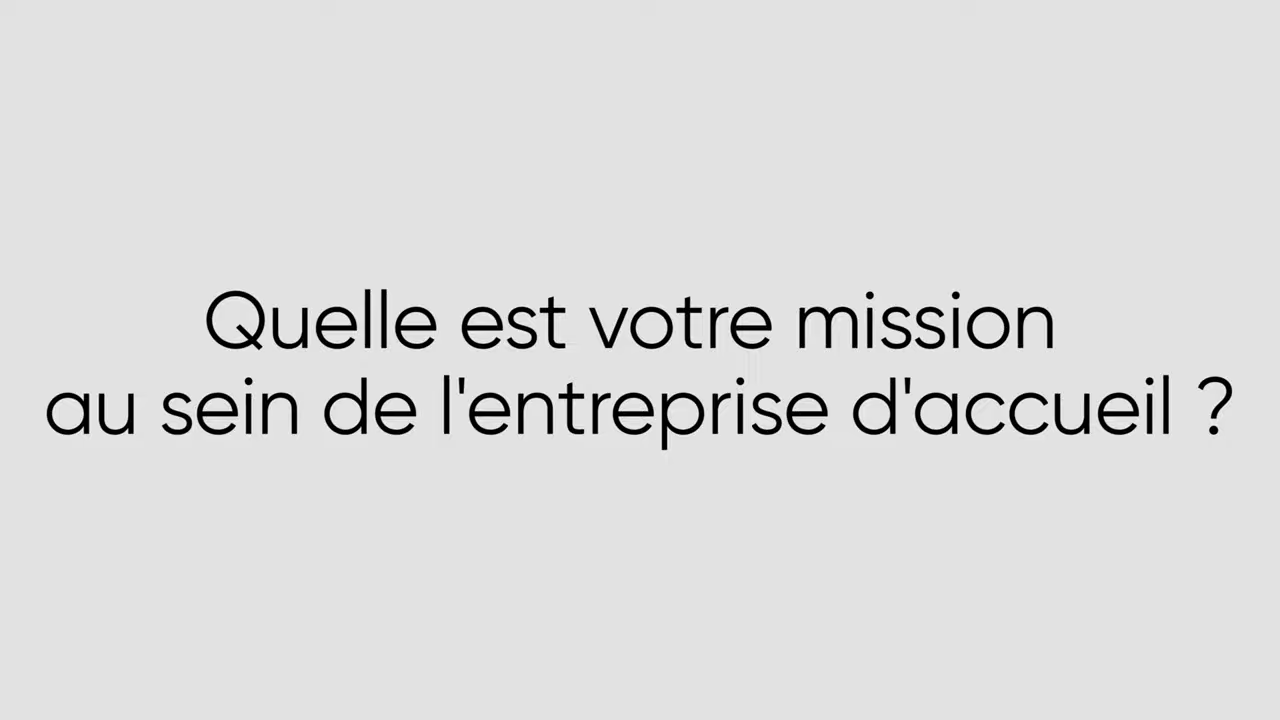 Quelle est votre mission
au sein de l'entreprise d'accueil ?